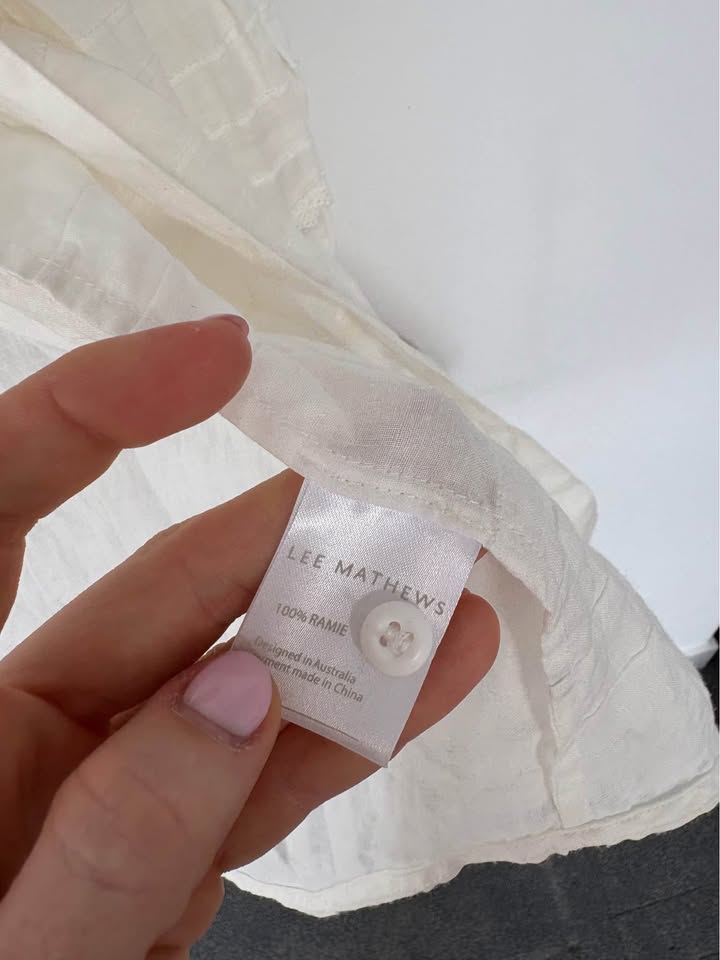 LEE MATHEWS
100% RAMIE
Designed in Australia
made in China